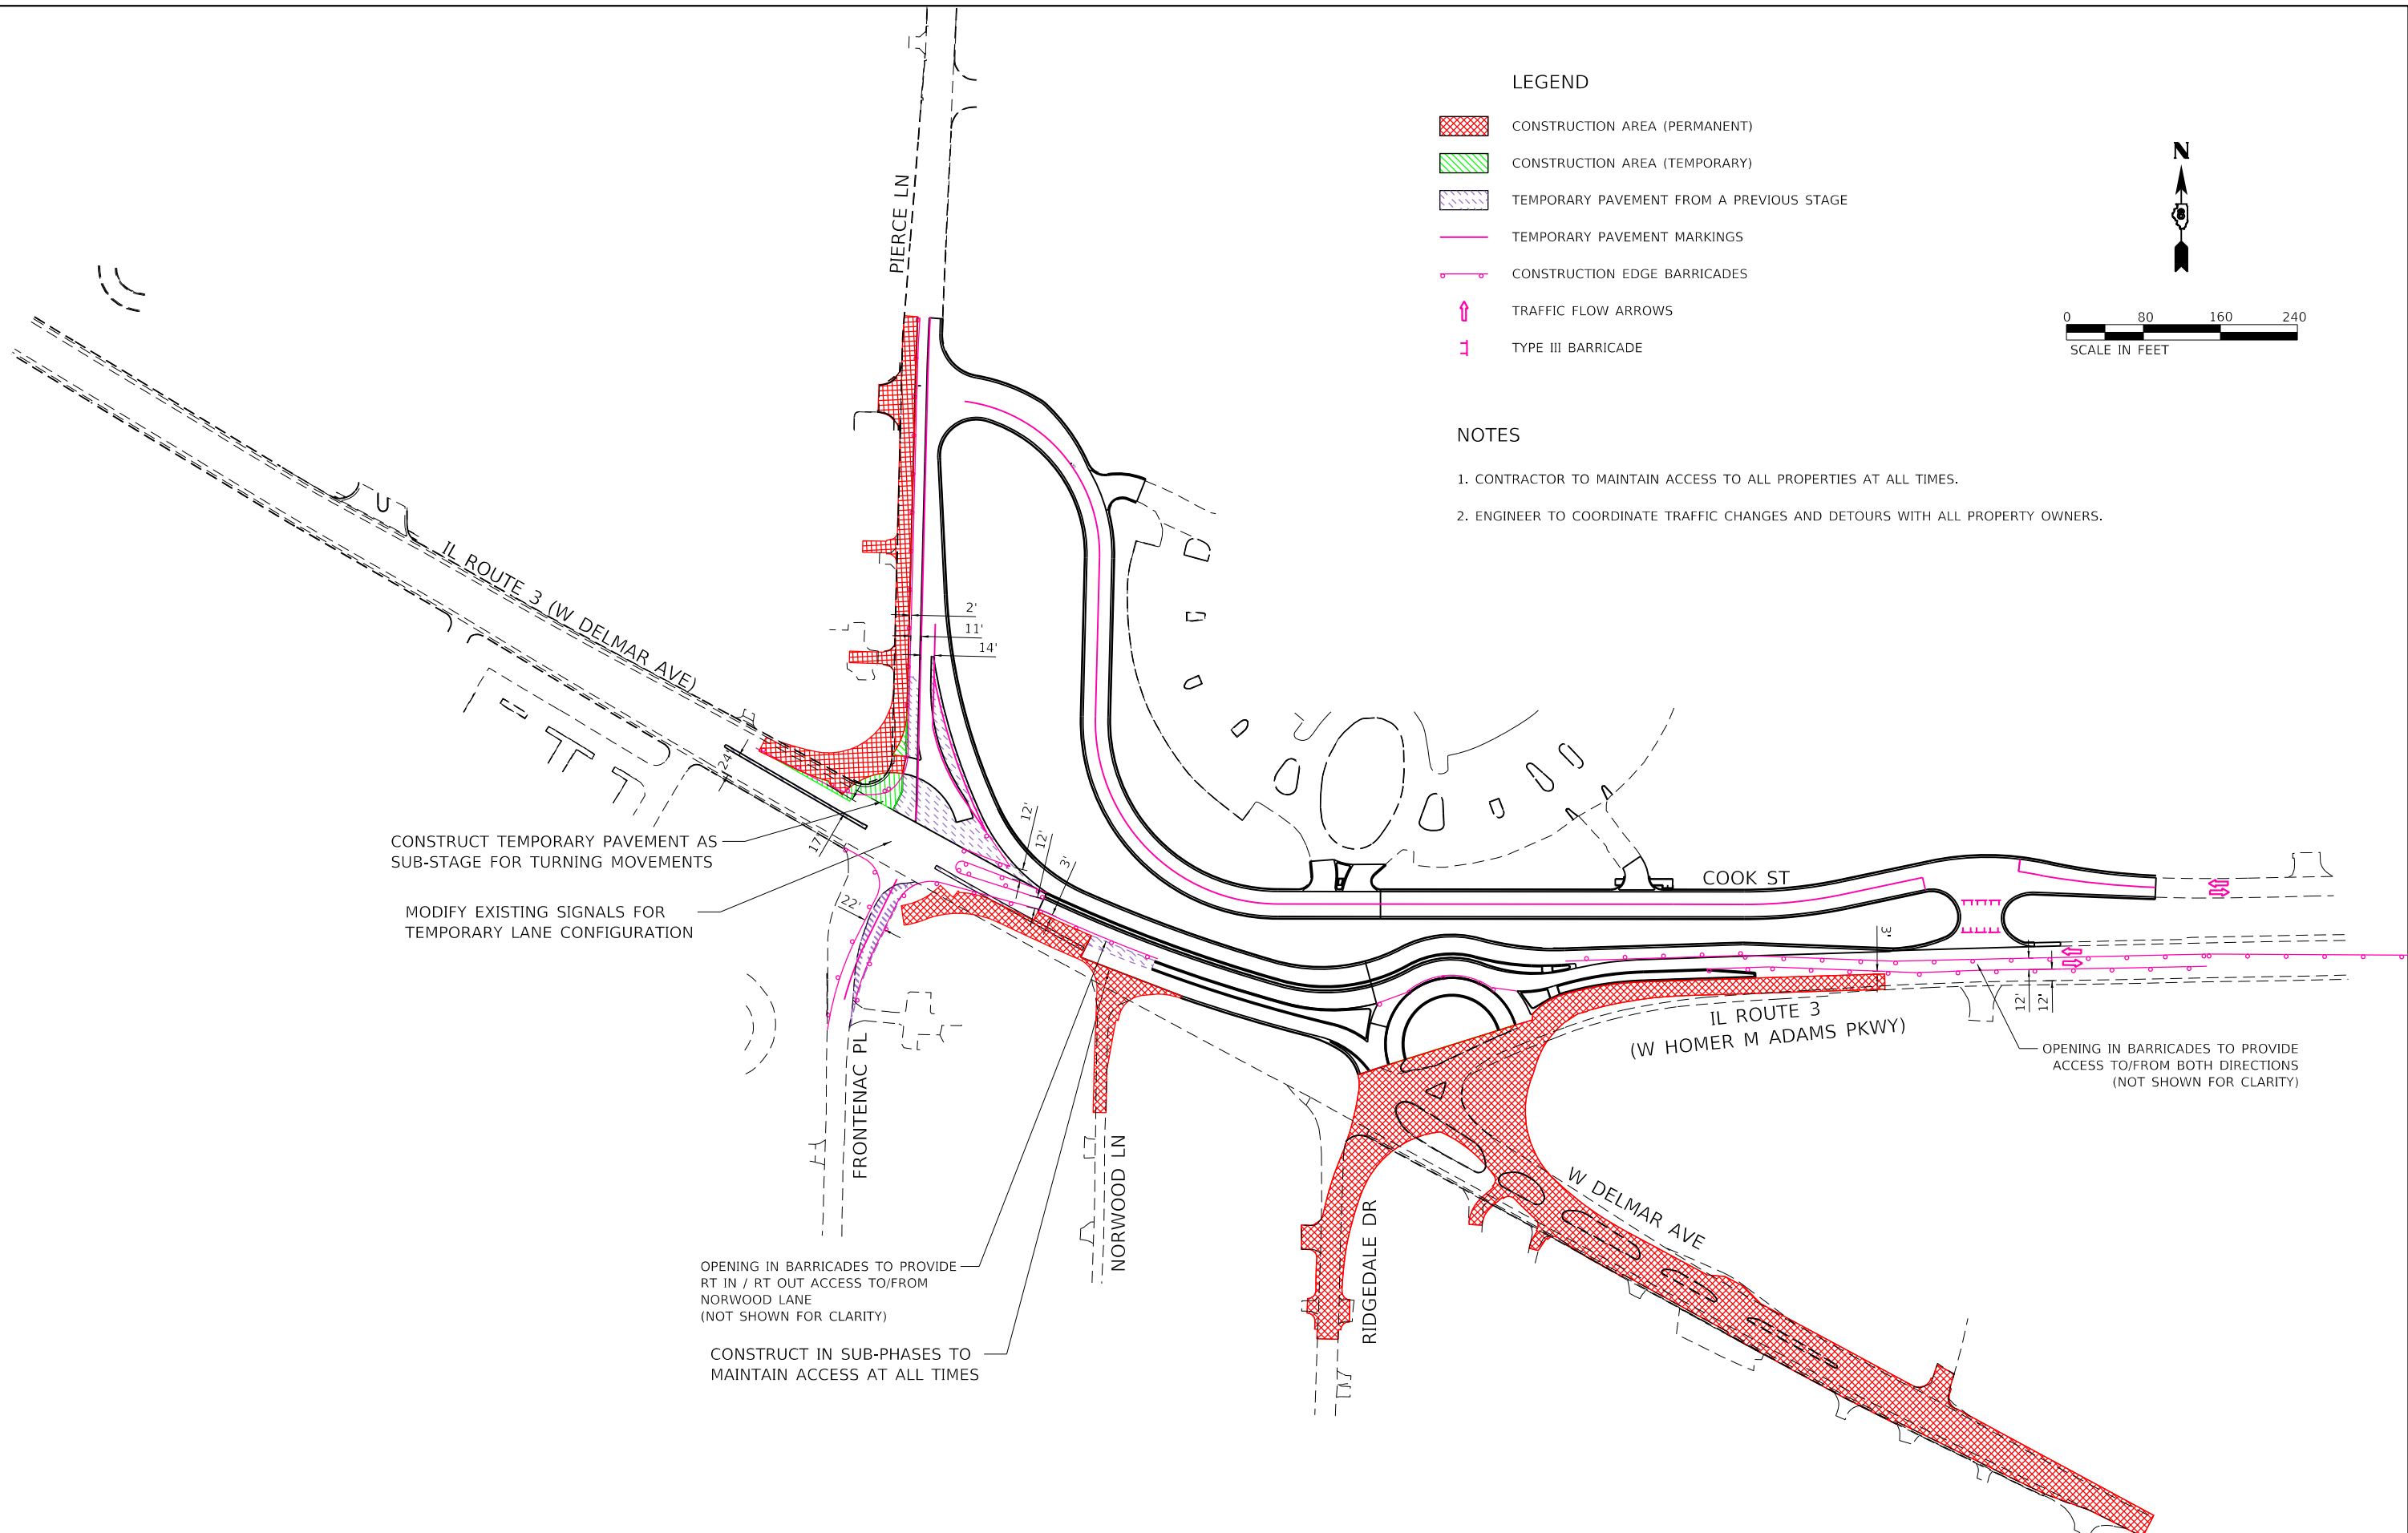 LEGEND
CONSTRUCTION AREA (PERMANENT)
CONSTRUCTION AREA (TEMPORARY)
TEMPORARY PAVEMENT FROM A PREVIOUS STAGE
TEMPORARY PAVEMENT MARKINGS
CONSTRUCTION EDGE BARRICADES
TRAFFIC FLOW ARROWS
TYPE III BARRICADE
N
8
0 80 160 240
SCALE IN FEET
NOTES
1. CONTRACTOR TO MAINTAIN ACCESS TO ALL PROPERTIES AT ALL TIMES.
2. ENGINEER TO COORDINATE TRAFFIC CHANGES AND DETOURS WITH ALL PROPERTY OWNERS.
PIERCE LN
IL ROUTE 3 (W DELMAR AVE)
2'
11'
14'
24'
17'
12'
12'
3'
22'
CONSTRUCT TEMPORARY PAVEMENT AS
SUB-STAGE FOR TURNING MOVEMENTS
MODIFY EXISTING SIGNALS FOR
TEMPORARY LANE CONFIGURATION
COOK ST
3'
12'
12'
IL ROUTE 3
(W HOMER M ADAMS PKWY)
OPENING IN BARRICADES TO PROVIDE
ACCESS TO/FROM BOTH DIRECTIONS
(NOT SHOWN FOR CLARITY)
FRONTENAC PL
NORWOOD LN
RIDGEDALE DR
W DELMAR AVE
OPENING IN BARRICADES TO PROVIDE
RT IN / RT OUT ACCESS TO/FROM
NORWOOD LANE
(NOT SHOWN FOR CLARITY)
CONSTRUCT IN SUB-PHASES TO
MAINTAIN ACCESS AT ALL TIMES